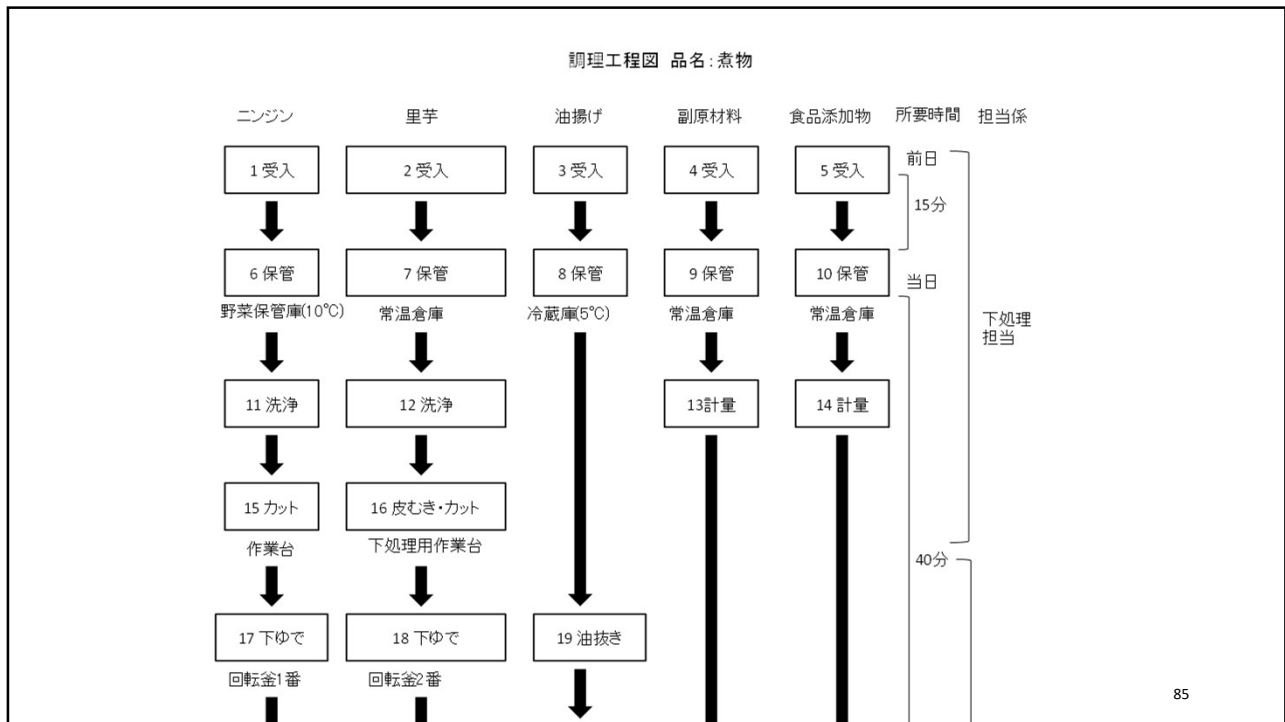 調理工程図 品名：煮物
ニンジン 里芋 油揚げ 副原材料 食品添加物 所要時間 担当係
1 受入 2 受入 3 受入 4 受入 5 受入 前日
15分
6 保管 7 保管 8 保管 9 保管 10 保管 当日
野菜保管庫(10℃) 常温倉庫 冷蔵庫(5℃) 常温倉庫 常温倉庫
下処理
担当
11 洗浄 12 洗浄 13計量 14 計量
15 カット 16 皮むき・カット
作業台 下処理用作業台
40分
17 下ゆで 18 下ゆで 19 油抜き
回転釜1番 回転釜2番
85